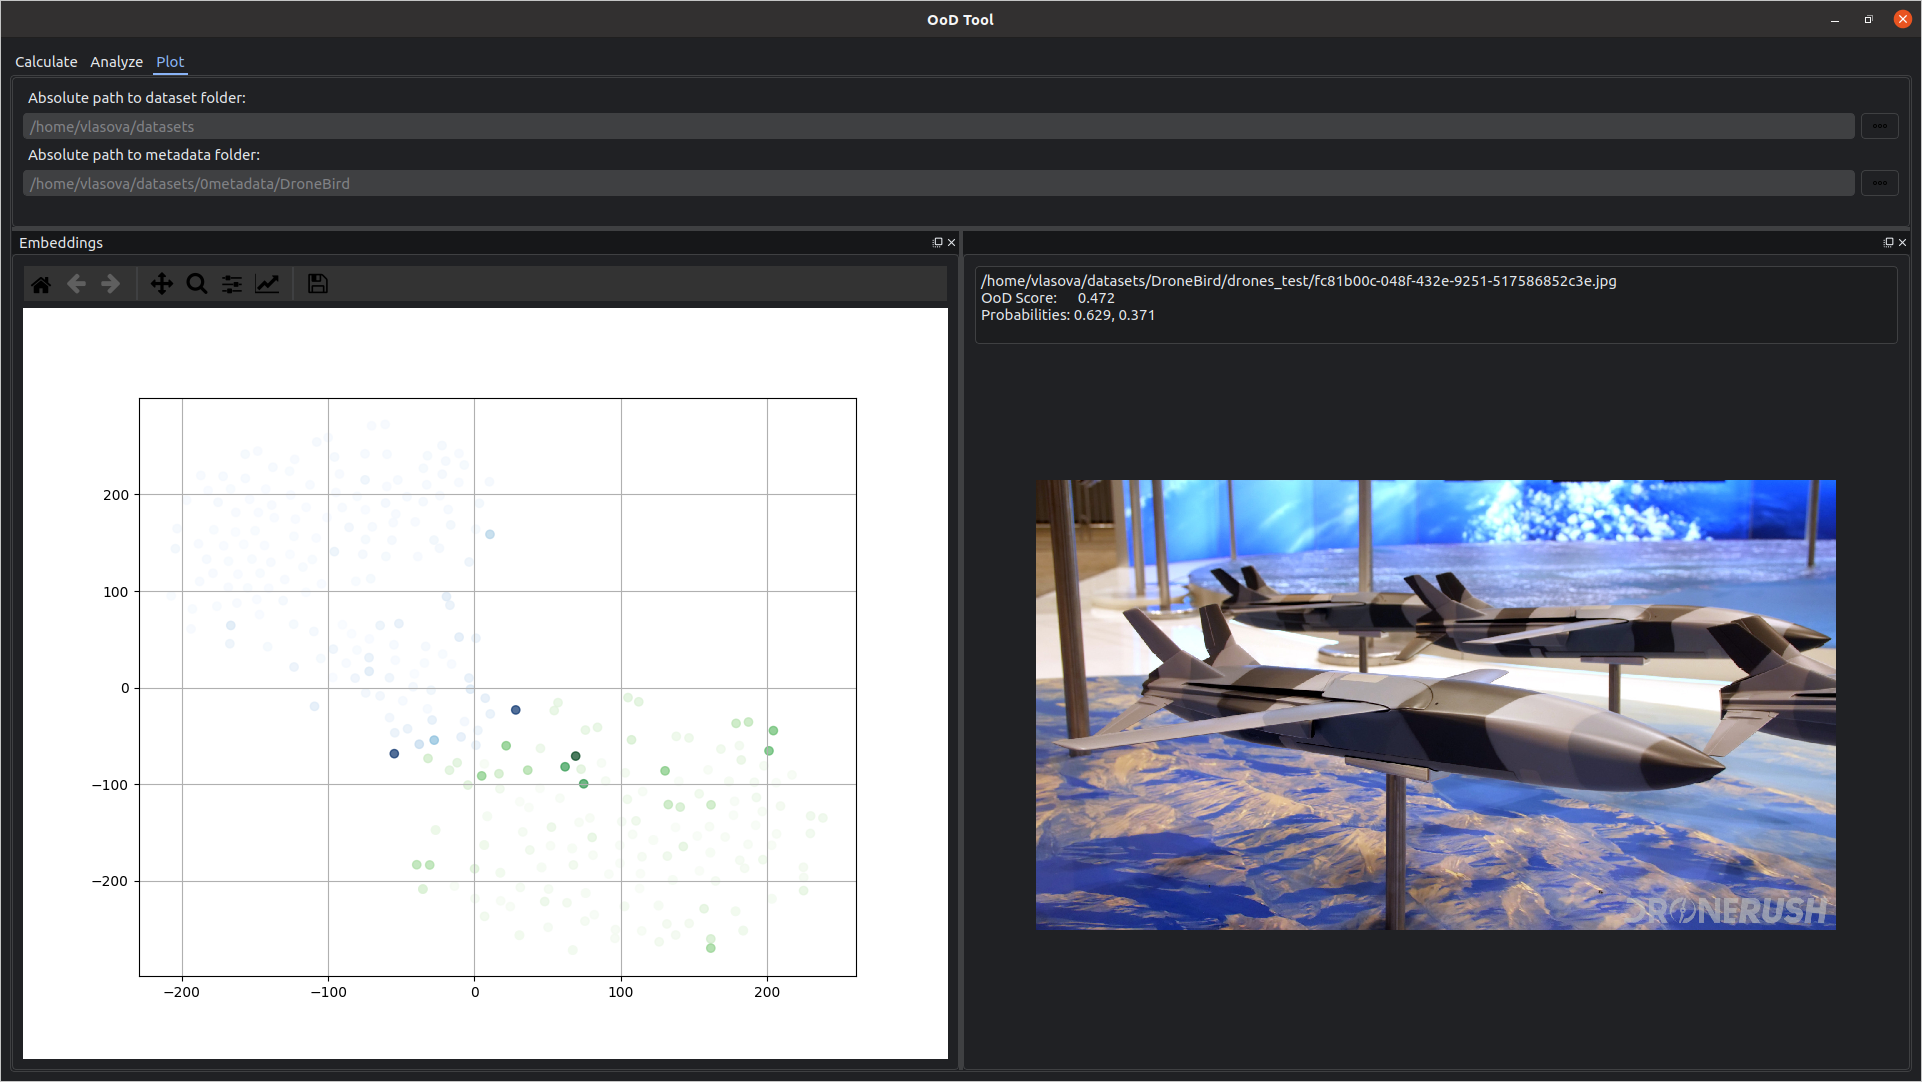 OoD Tool
Calculate Analyze Plot
Absolute path to dataset folder:
/home/vlasova/datasets
Absolute path to metadata folder:
/home/vlasova/datasets/0metadata/DroneBird
Embeddings
/home/vlasova/datasets/DroneBird/drones_test/fc81b00c-048f-432e-9251-517586852c3e.jpg
OoD Score: 0.472
Probabilities: 0.629, 0.371
200
100
0
−100
−200
−200 −100 0 100 200
DRONERUSH